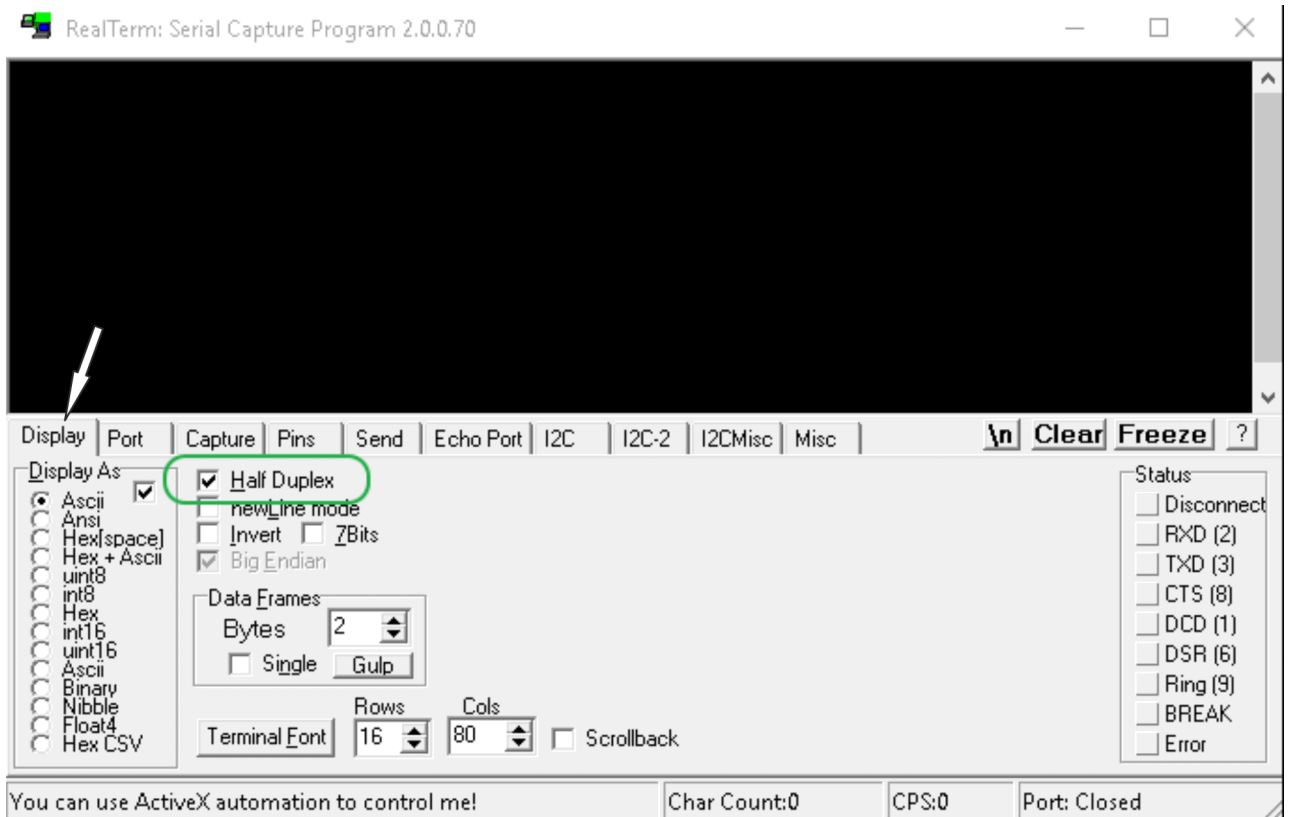 RealTerm: Serial Capture Program 2.0.0.70
Display Port Capture Pins Send Echo Port I2C I2C-2 I2CMisc Misc \n Clear Freeze ?
Display As
Ascii
Ansi
Hex[space]
Hex + Ascii
uint8
int8
Hex
int16
uint16
Ascii
Binary
Nibble
Float4
Hex CSV
Half Duplex
newLine mode
Invert 7Bits
Big Endian
Data Frames
Bytes 2
Single Gulp
Rows Cols
Terminal Font 16 80 Scrollback
Status
Disconnect
RXD (2)
TXD (3)
CTS (8)
DCD (1)
DSR (6)
Ring (9)
BREAK
Error
You can use ActiveX automation to control me! Char Count:0 CPS:0 Port: Closed